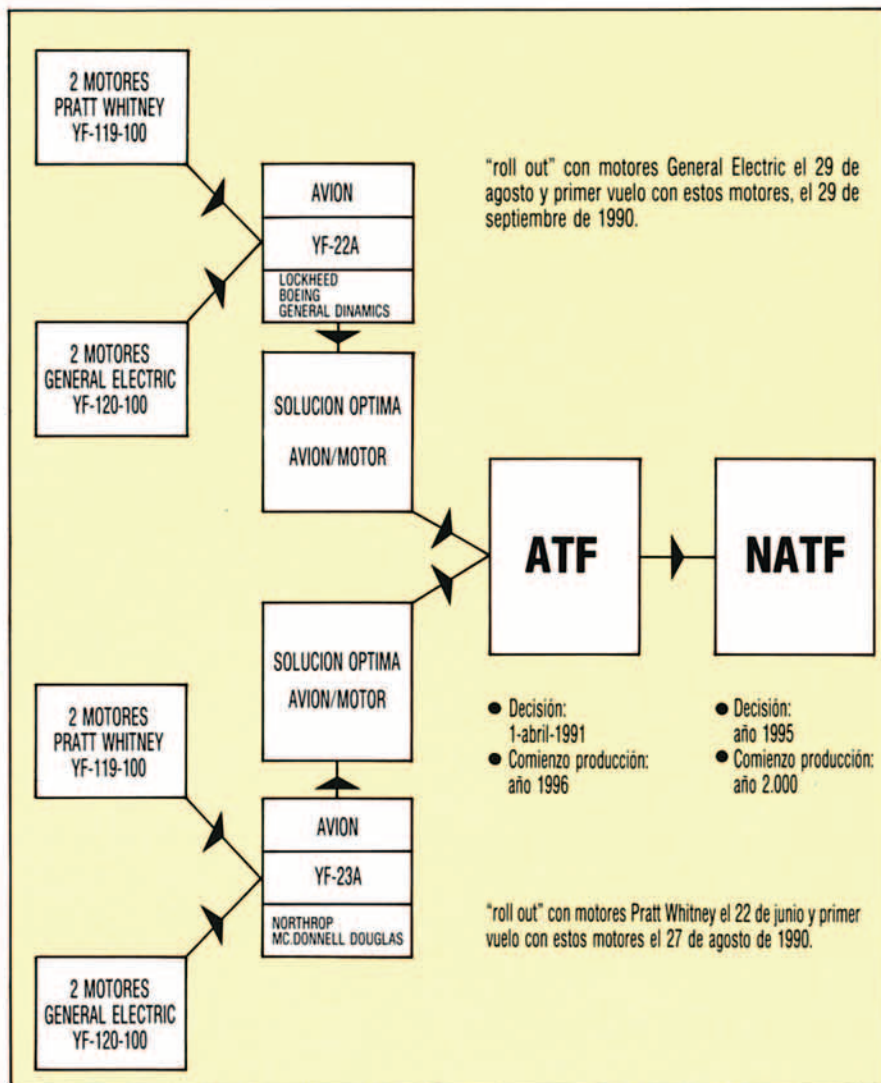 2 MOTORES
PRATT WHITNEY
YF-119-100
"roll out" con motores General Electric el 29 de
agosto y primer vuelo con estos motores, el 29 de
septiembre de 1990.
AVION
YF-22A
LOCKHEED
BOEING
GENERAL DINAMICS
2 MOTORES
GENERAL ELECTRIC
YF-120-100
SOLUCION OPTIMA
AVION/MOTOR
ATF
NATF
SOLUCION OPTIMA
AVION/MOTOR
● Decisión:
1-abril-1991
● Comienzo producción:
año 1996
● Decisión:
año 1995
● Comienzo producción:
año 2.000
2 MOTORES
PRATT WHITNEY
YF-119-100
AVION
YF-23A
NORTHROP
MC.DONNELL DOUGLAS
"roll out" con motores Pratt Whitney el 22 de junio y primer
vuelo con estos motores el 27 de agosto de 1990.
2 MOTORES
GENERAL ELECTRIC
YF-120-100